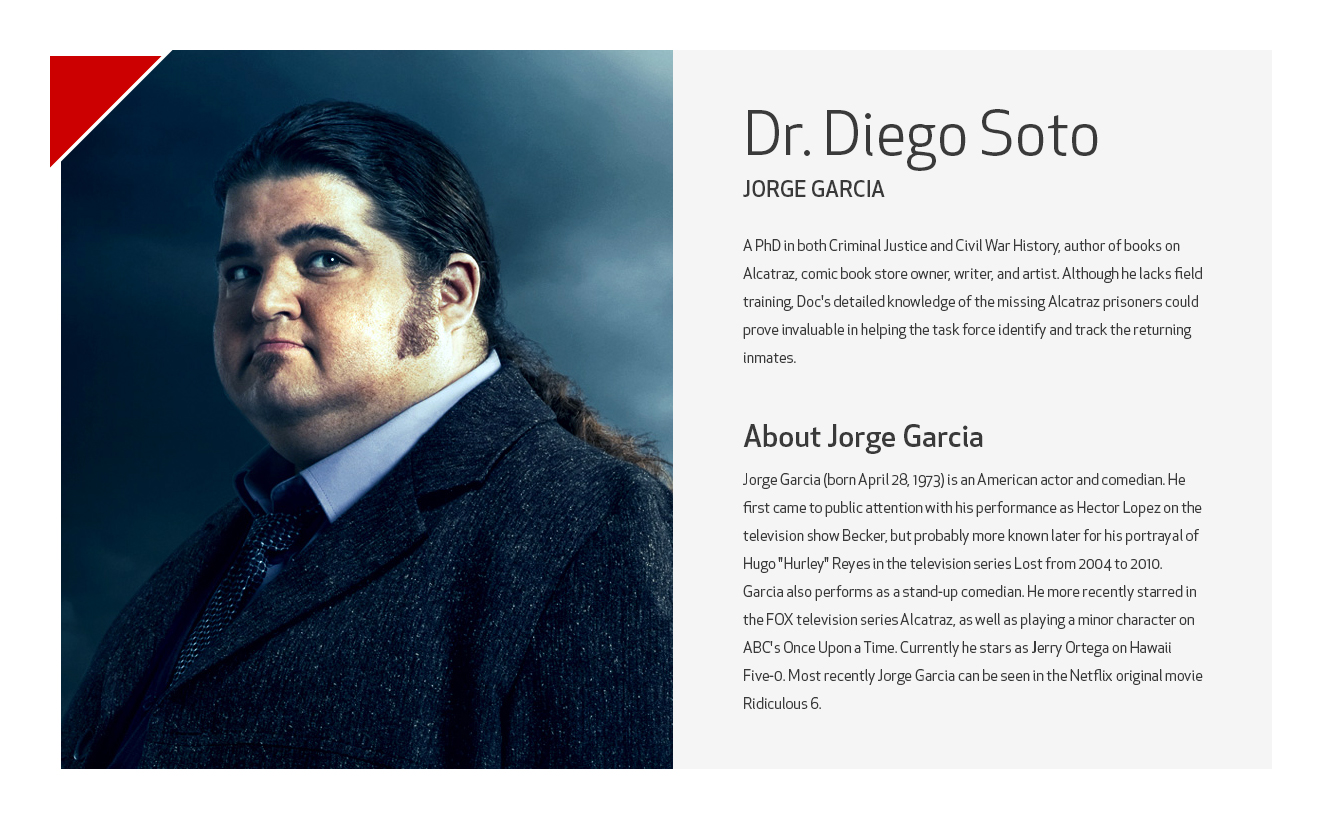 Dr. Diego Soto
JORGE GARCIA
A PhD in both Criminal Justice and Civil War History, author of books on
Alcatraz, comic book store owner, writer, and artist. Although he lacks field
training, Doc's detailed knowledge of the missing Alcatraz prisoners could
prove invaluable in helping the task force identify and track the returning
inmates.
About Jorge Garcia
Jorge Garcia (born April 28, 1973) is an American actor and comedian. He
first came to public attention with his performance as Hector Lopez on the
television show Becker, but probably more known later for his portrayal of
Hugo "Hurley" Reyes in the television series Lost from 2004 to 2010.
Garcia also performs as a stand-up comedian. He more recently starred in
the FOX television series Alcatraz, as well as playing a minor character on
ABC's Once Upon a Time. Currently he stars as Jerry Ortega on Hawaii
Five-0. Most recently Jorge Garcia can be seen in the Netflix original movie
Ridiculous 6.